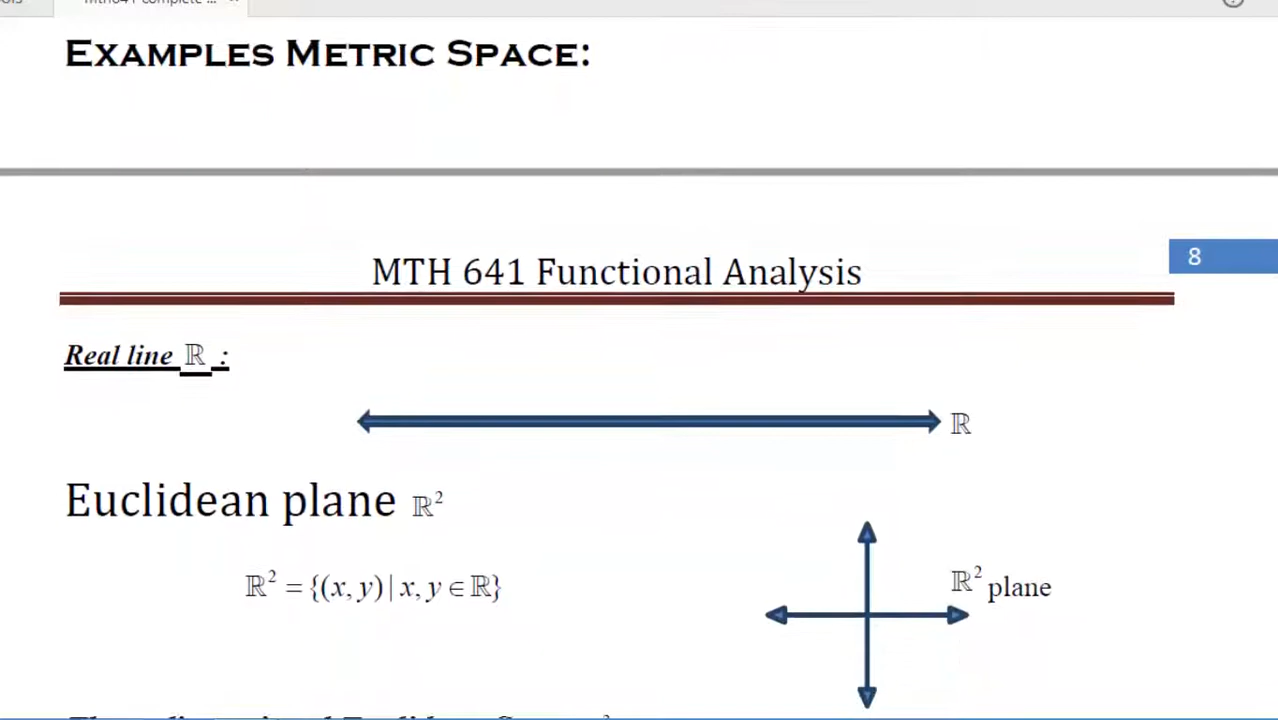 EXAMPLES METRIC SPACE:
MTH 641 Functional Analysis
8
Real line ℝ :
ℝ
Euclidean plane ℝ²
ℝ² = {(x, y) | x, y ∈ ℝ}
ℝ² plane